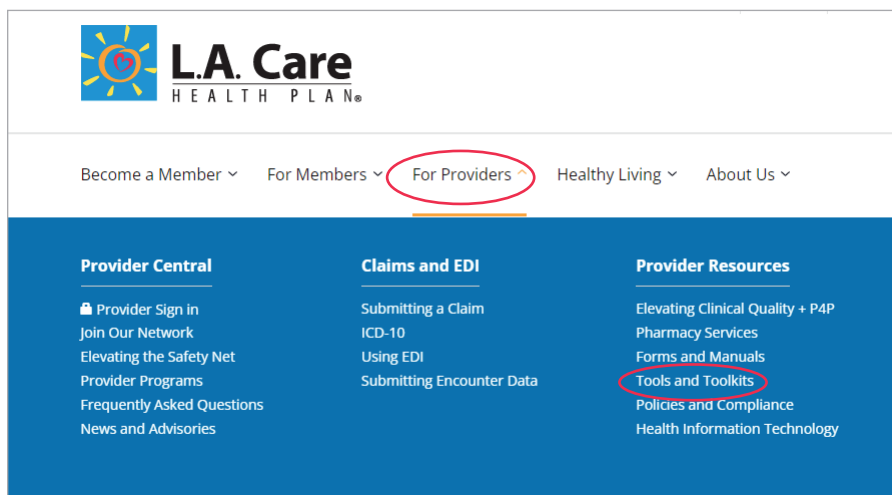 L.A. Care
HEALTH PLAN®
Become a Member For Members For Providers Healthy Living About Us
Provider Central
Provider Sign in
Join Our Network
Elevating the Safety Net
Provider Programs
Frequently Asked Questions
News and Advisories
Claims and EDI
Submitting a Claim
ICD-10
Using EDI
Submitting Encounter Data
Provider Resources
Elevating Clinical Quality + P4P
Pharmacy Services
Forms and Manuals
Tools and Toolkits
Policies and Compliance
Health Information Technology